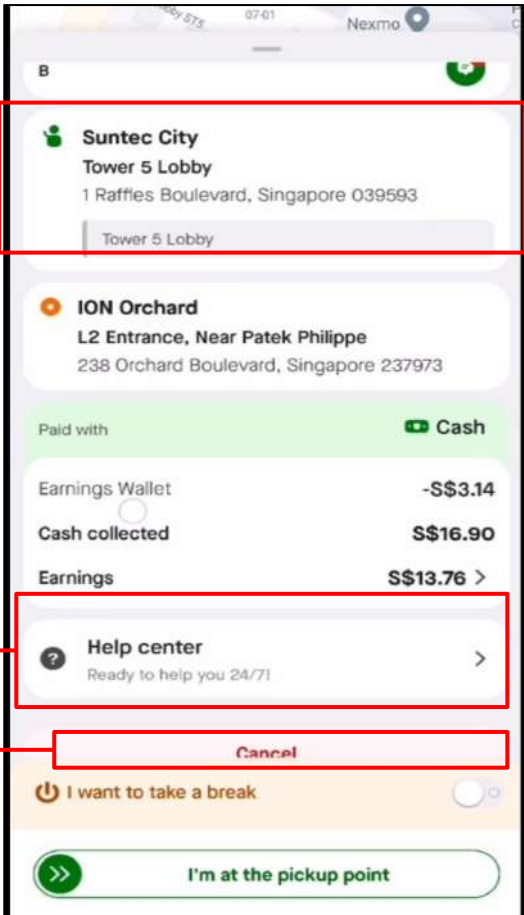 07-01
Nexmo
B
Suntec City
Tower 5 Lobby
1 Raffles Boulevard, Singapore 039593
Tower 5 Lobby
ION Orchard
L2 Entrance, Near Patek Philippe
238 Orchard Boulevard, Singapore 237973
Paid with
Cash
Earnings Wallet
-S$3.14
Cash collected
S$16.90
Earnings
S$13.76 >
? Help center
Ready to help you 24/7!
Cancel
I want to take a break
I'm at the pickup point